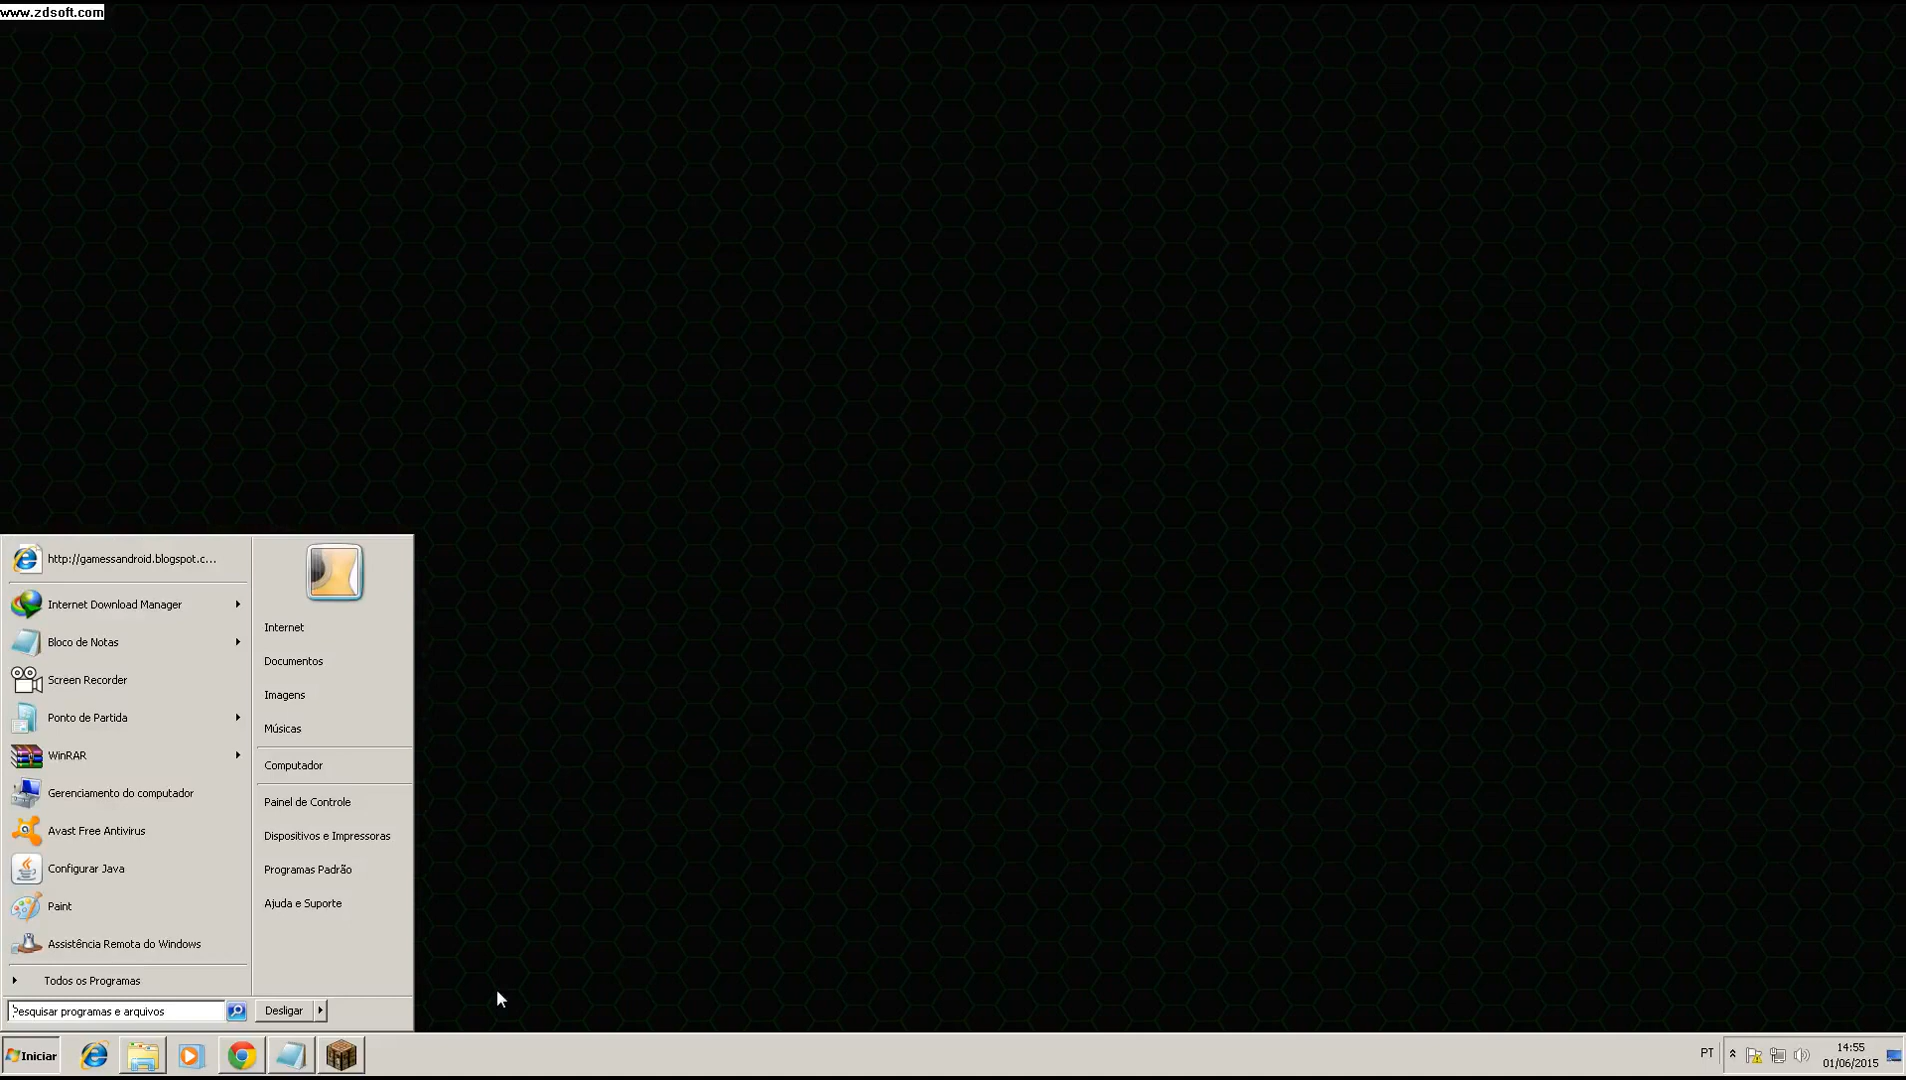 www.zdsoft.com
http://gamessandroid.blogspot.c...
Internet Download Manager
Bloco de Notas
Screen Recorder
Ponto de Partida
WinRAR
Gerenciamento do computador
Avast Free Antivirus
Configurar Java
Paint
Assistência Remota do Windows
Todos os Programas
Pesquisar programas e arquivos
Internet
Documentos
Imagens
Músicas
Computador
Painel de Controle
Dispositivos e Impressoras
Programas Padrão
Ajuda e Suporte
Desligar
Iniciar
PT
14:55
01/06/2015